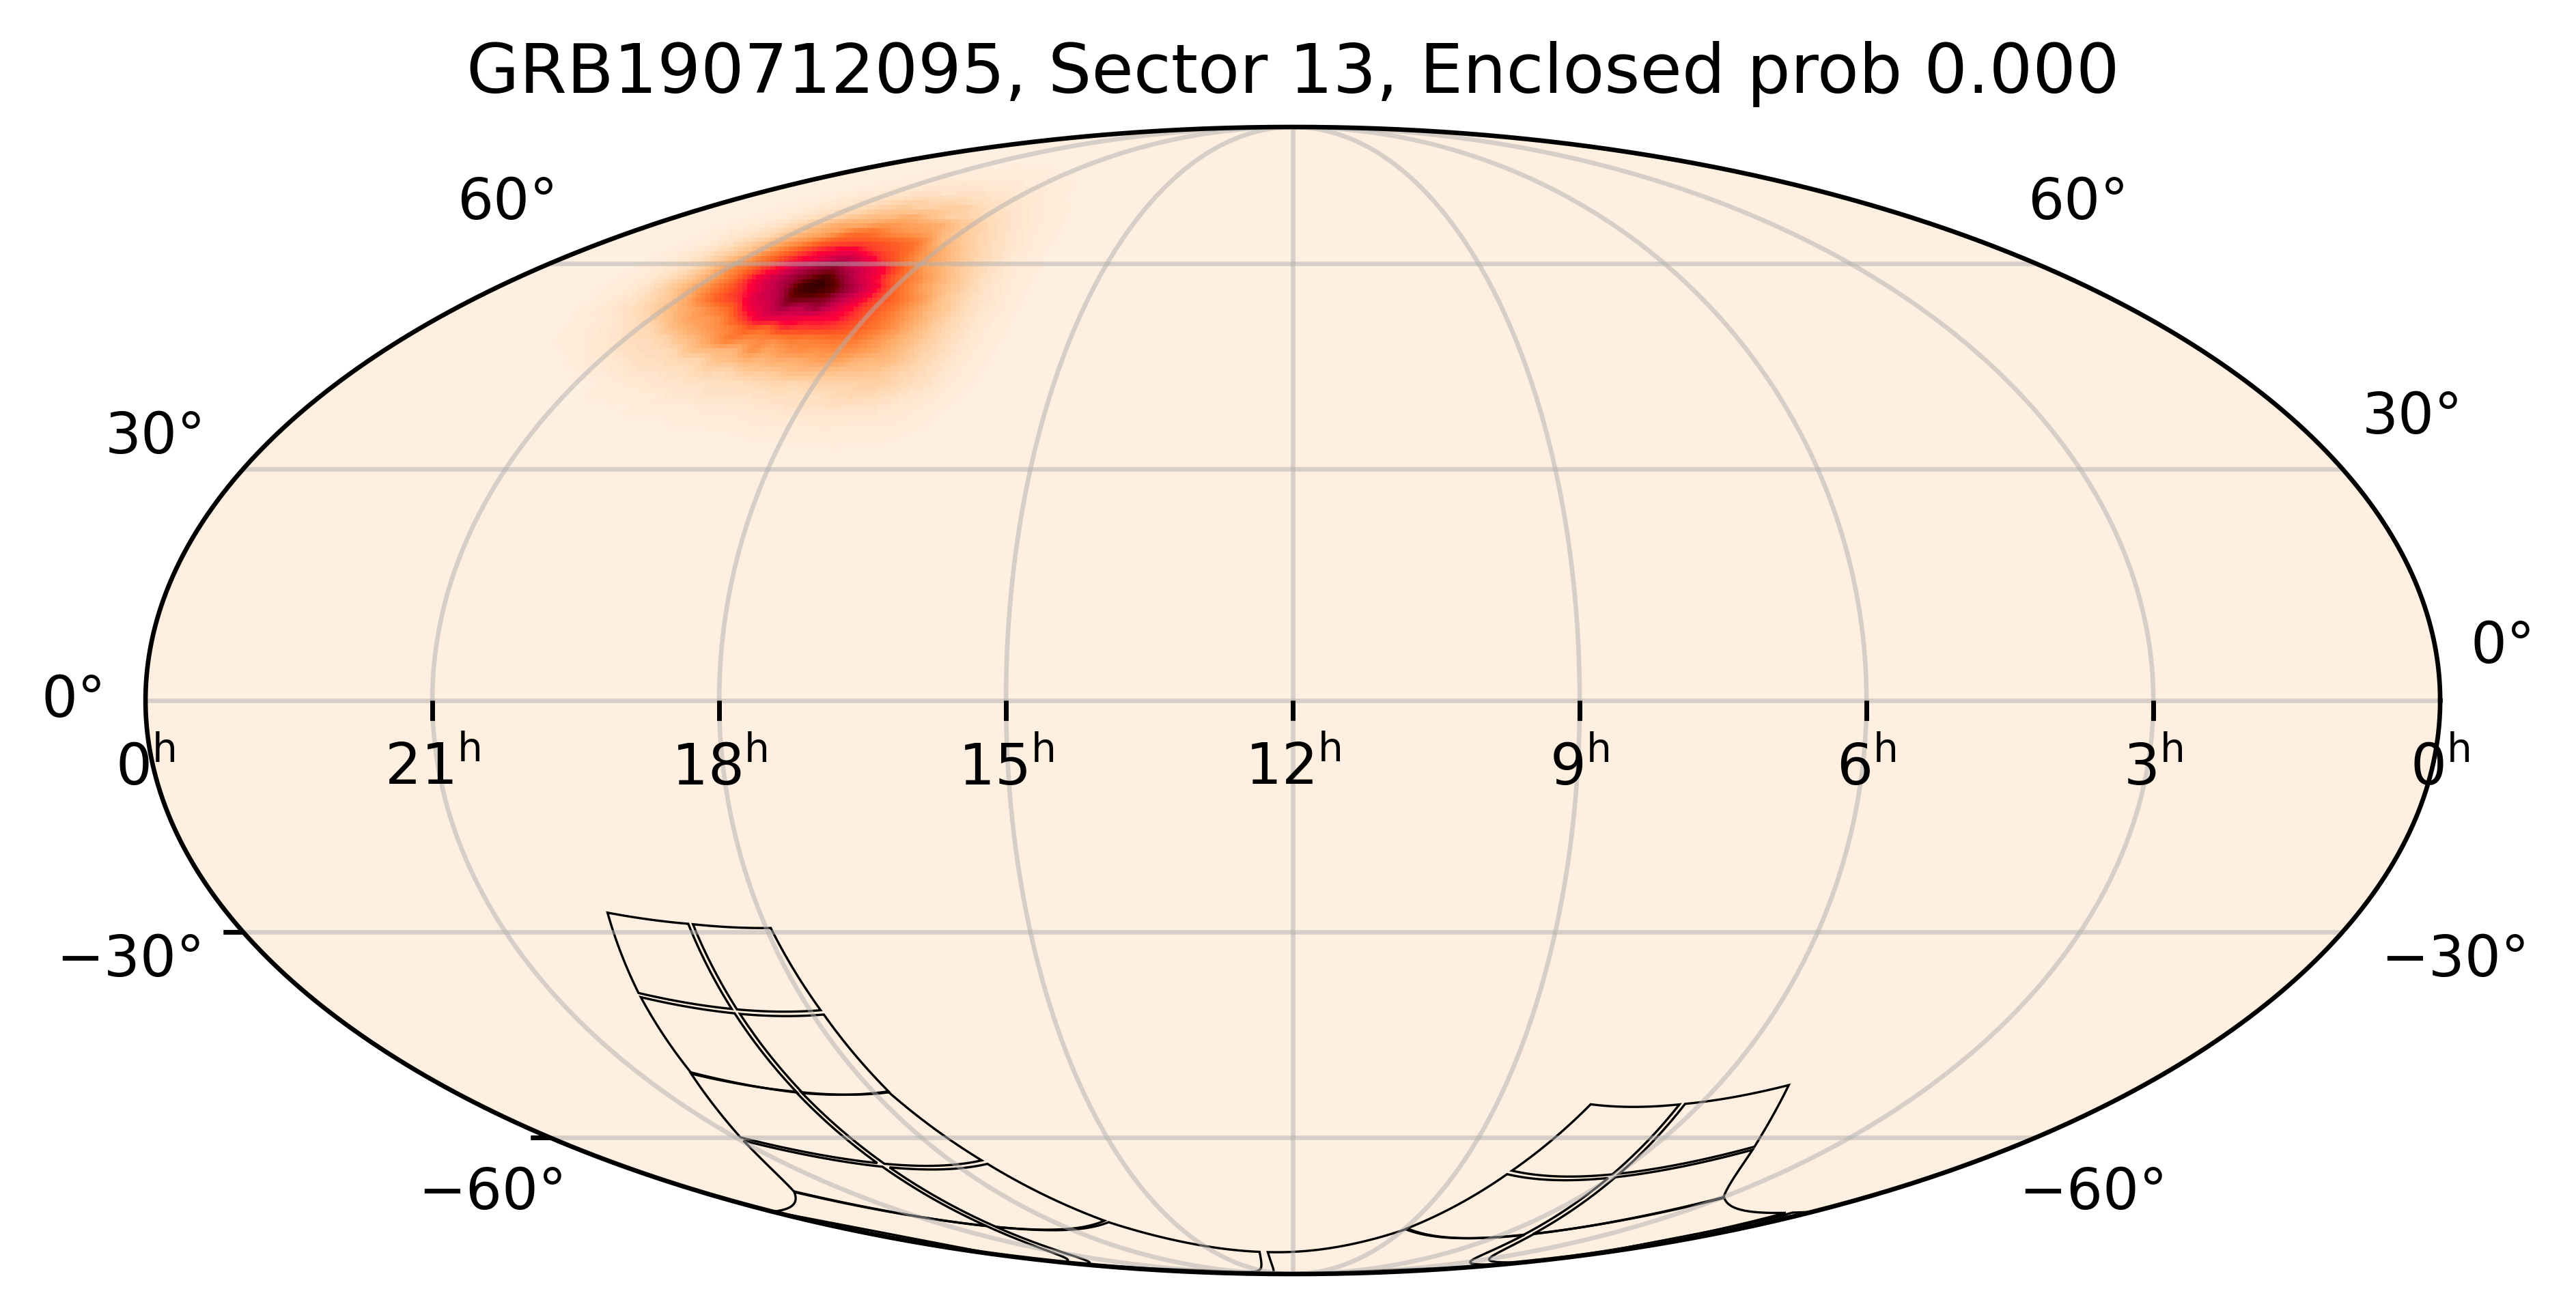 GRB190712095, Sector 13, Enclosed prob 0.000
60° 60°
30° 30°
0° 0°
0ʰ 21ʰ 18ʰ 15ʰ 12ʰ 9ʰ 6ʰ 3ʰ 0ʰ
−30° −30°
−60° −60°